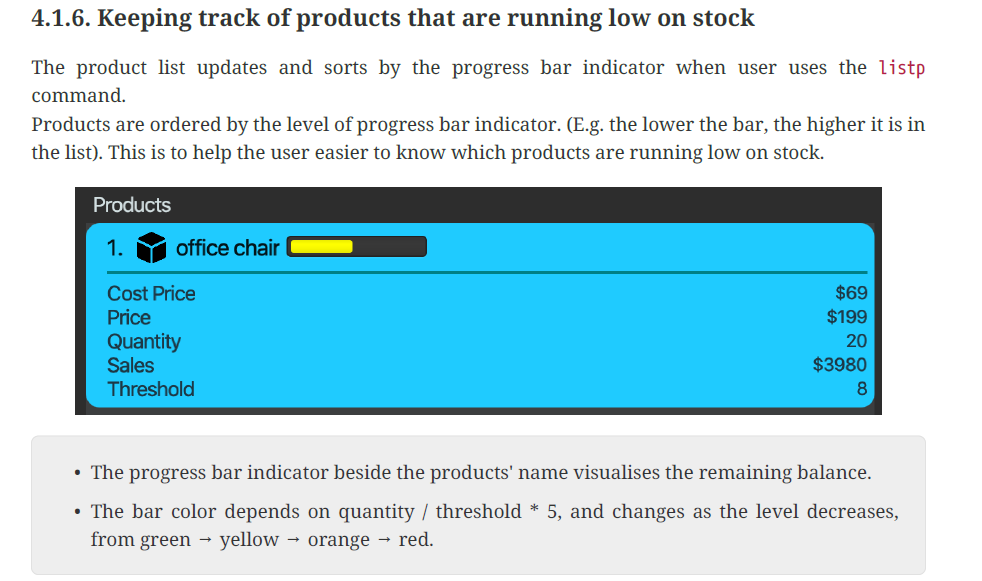 4.1.6. Keeping track of products that are running low on stock
The product list updates and sorts by the progress bar indicator when user uses the listp
command.
Products are ordered by the level of progress bar indicator. (E.g. the lower the bar, the higher it is in
the list). This is to help the user easier to know which products are running low on stock.
Products
1. office chair
Cost Price $69
Price $199
Quantity 20
Sales $3980
Threshold 8
• The progress bar indicator beside the products' name visualises the remaining balance.
• The bar color depends on quantity / threshold * 5, and changes as the level decreases,
from green → yellow → orange → red.